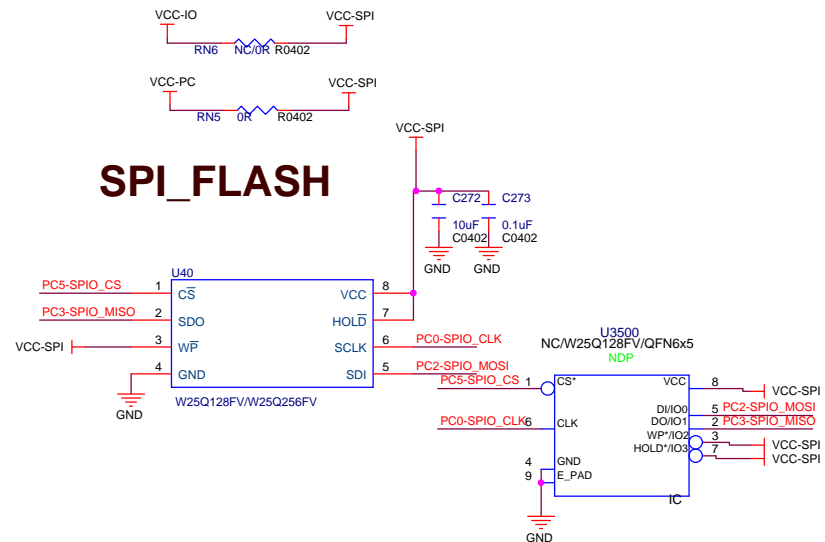 VCC-IO
VCC-SPI
RN6 NC/0R R0402
VCC-PC
VCC-SPI
RN5 0R R0402
VCC-SPI
SPI_FLASH
C272 C273
10uF 0.1uF
C0402 C0402
GND GND
U40
PC5-SPIO_CS 1 CS VCC 8
PC3-SPIO_MISO 2 SDO HOLD 7
VCC-SPI 3 WP SCLK 6 PC0-SPIO_CLK
4 GND SDI 5 PC2-SPIO_MOSI
GND
W25Q128FV/W25Q256FV
U3500
NC/W25Q128FV/QFN6x5
NDP
PC5-SPIO_CS 1 CS* VCC 8 VCC-SPI
DI/IO0 5 PC2-SPIO_MOSI
PC0-SPIO_CLK 6 CLK DO/IO1 2 PC3-SPIO_MISO
WP*/IO2 3 VCC-SPI
HOLD*/IO3 7 VCC-SPI
4 GND
9 E_PAD
IC
GND